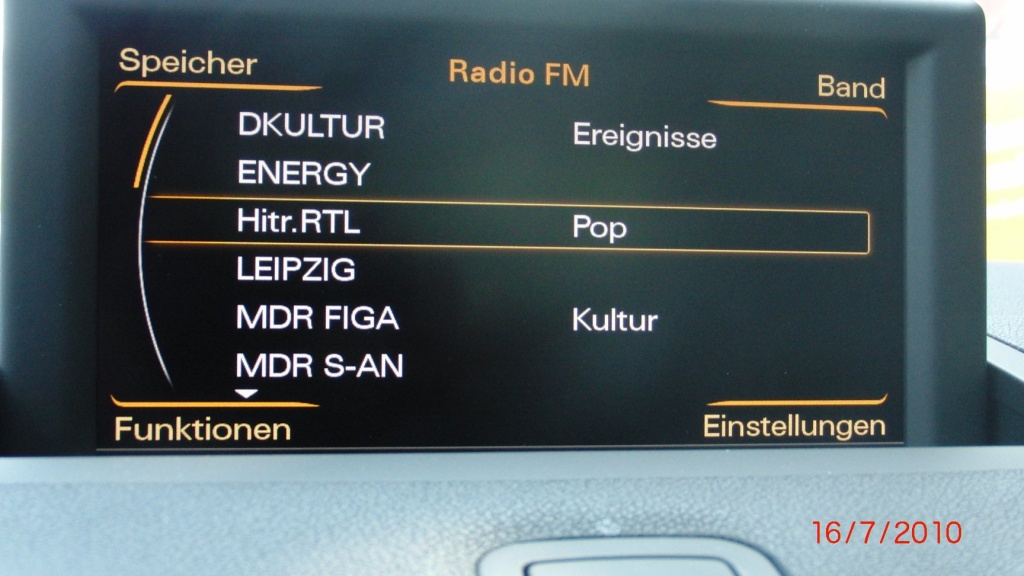 Speicher
Radio FM
Band
DKULTUR Ereignisse
ENERGY
Hitr.RTL Pop
LEIPZIG
MDR FIGA Kultur
MDR S-AN
Funktionen
Einstellungen
16/7/2010